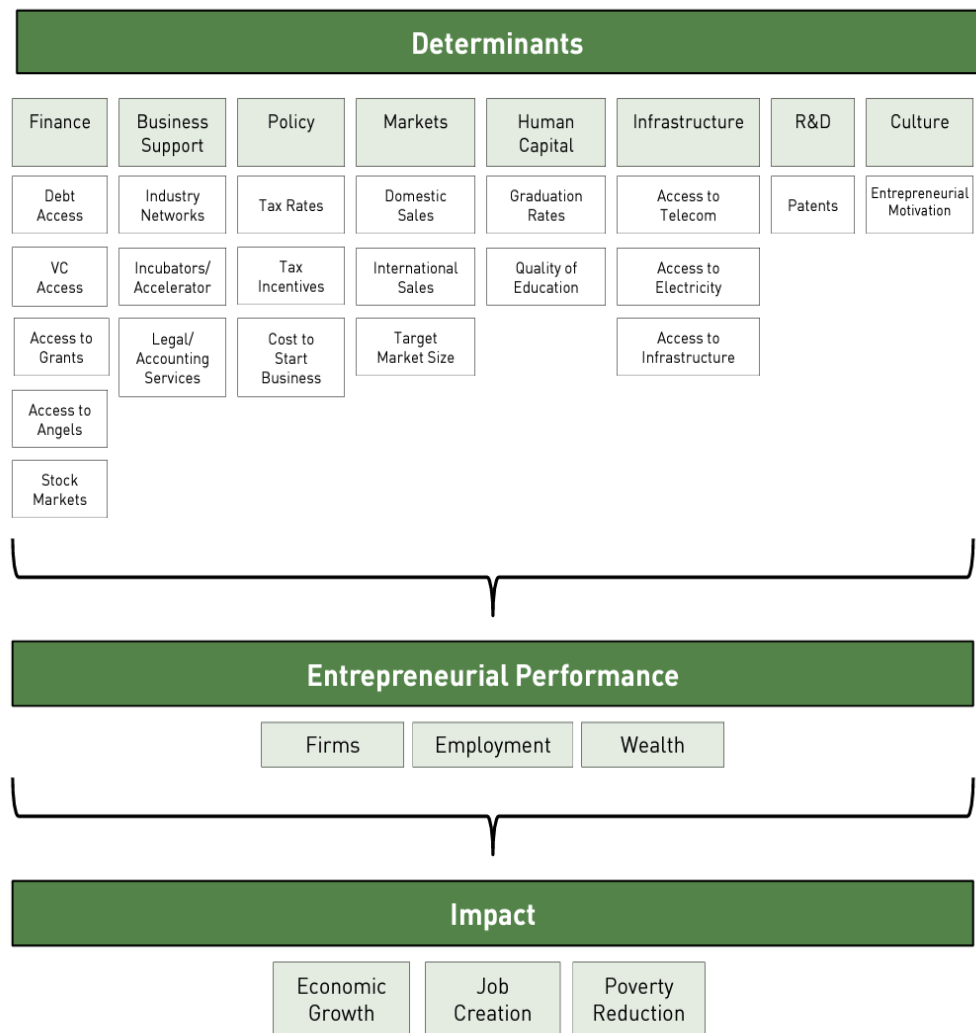 Determinants
Finance
Business
Support
Policy
Markets
Human
Capital
Infrastructure
R&D
Culture
Debt
Access
Industry
Networks
Tax Rates
Domestic
Sales
Graduation
Rates
Access to
Telecom
Patents
Entrepreneurial
Motivation
VC
Access
Incubators/
Accelerator
Tax
Incentives
International
Sales
Quality of
Education
Access to
Electricity
Access to
Grants
Legal/
Accounting
Services
Cost to
Start
Business
Target
Market Size
Access to
Infrastructure
Access to
Angels
Stock
Markets
Entrepreneurial Performance
Firms
Employment
Wealth
Impact
Economic
Growth
Job
Creation
Poverty
Reduction